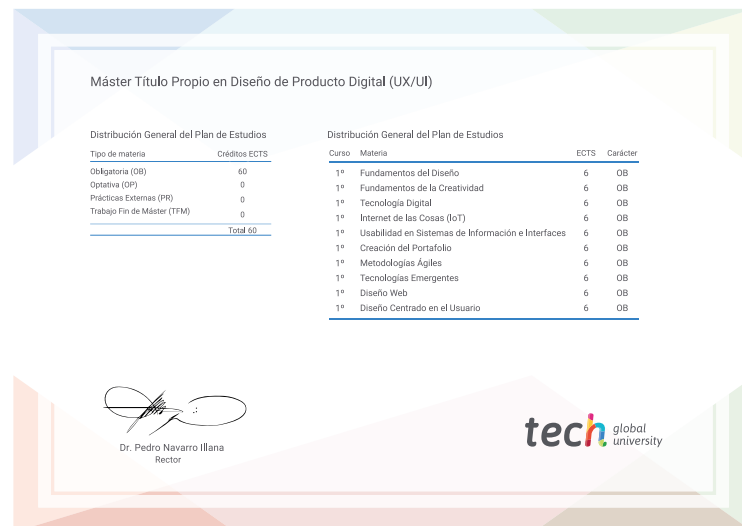 Máster Título Propio en Diseño de Producto Digital (UX/UI)
Distribución General del Plan de Estudios
Tipo de materia Créditos ECTS
Obligatoria (OB) 60
Optativa (OP) 0
Prácticas Externas (PR) 0
Trabajo Fin de Máster (TFM) 0
Total 60
Distribución General del Plan de Estudios
Curso Materia ECTS Carácter
1º Fundamentos del Diseño 6 OB
1º Fundamentos de la Creatividad 6 OB
1º Tecnología Digital 6 OB
1º Internet de las Cosas (IoT) 6 OB
1º Usabilidad en Sistemas de Información e Interfaces 6 OB
1º Creación del Portafolio 6 OB
1º Metodologías Ágiles 6 OB
1º Tecnologías Emergentes 6 OB
1º Diseño Web 6 OB
1º Diseño Centrado en el Usuario 6 OB
Dr. Pedro Navarro Illana
Rector
tech global
university